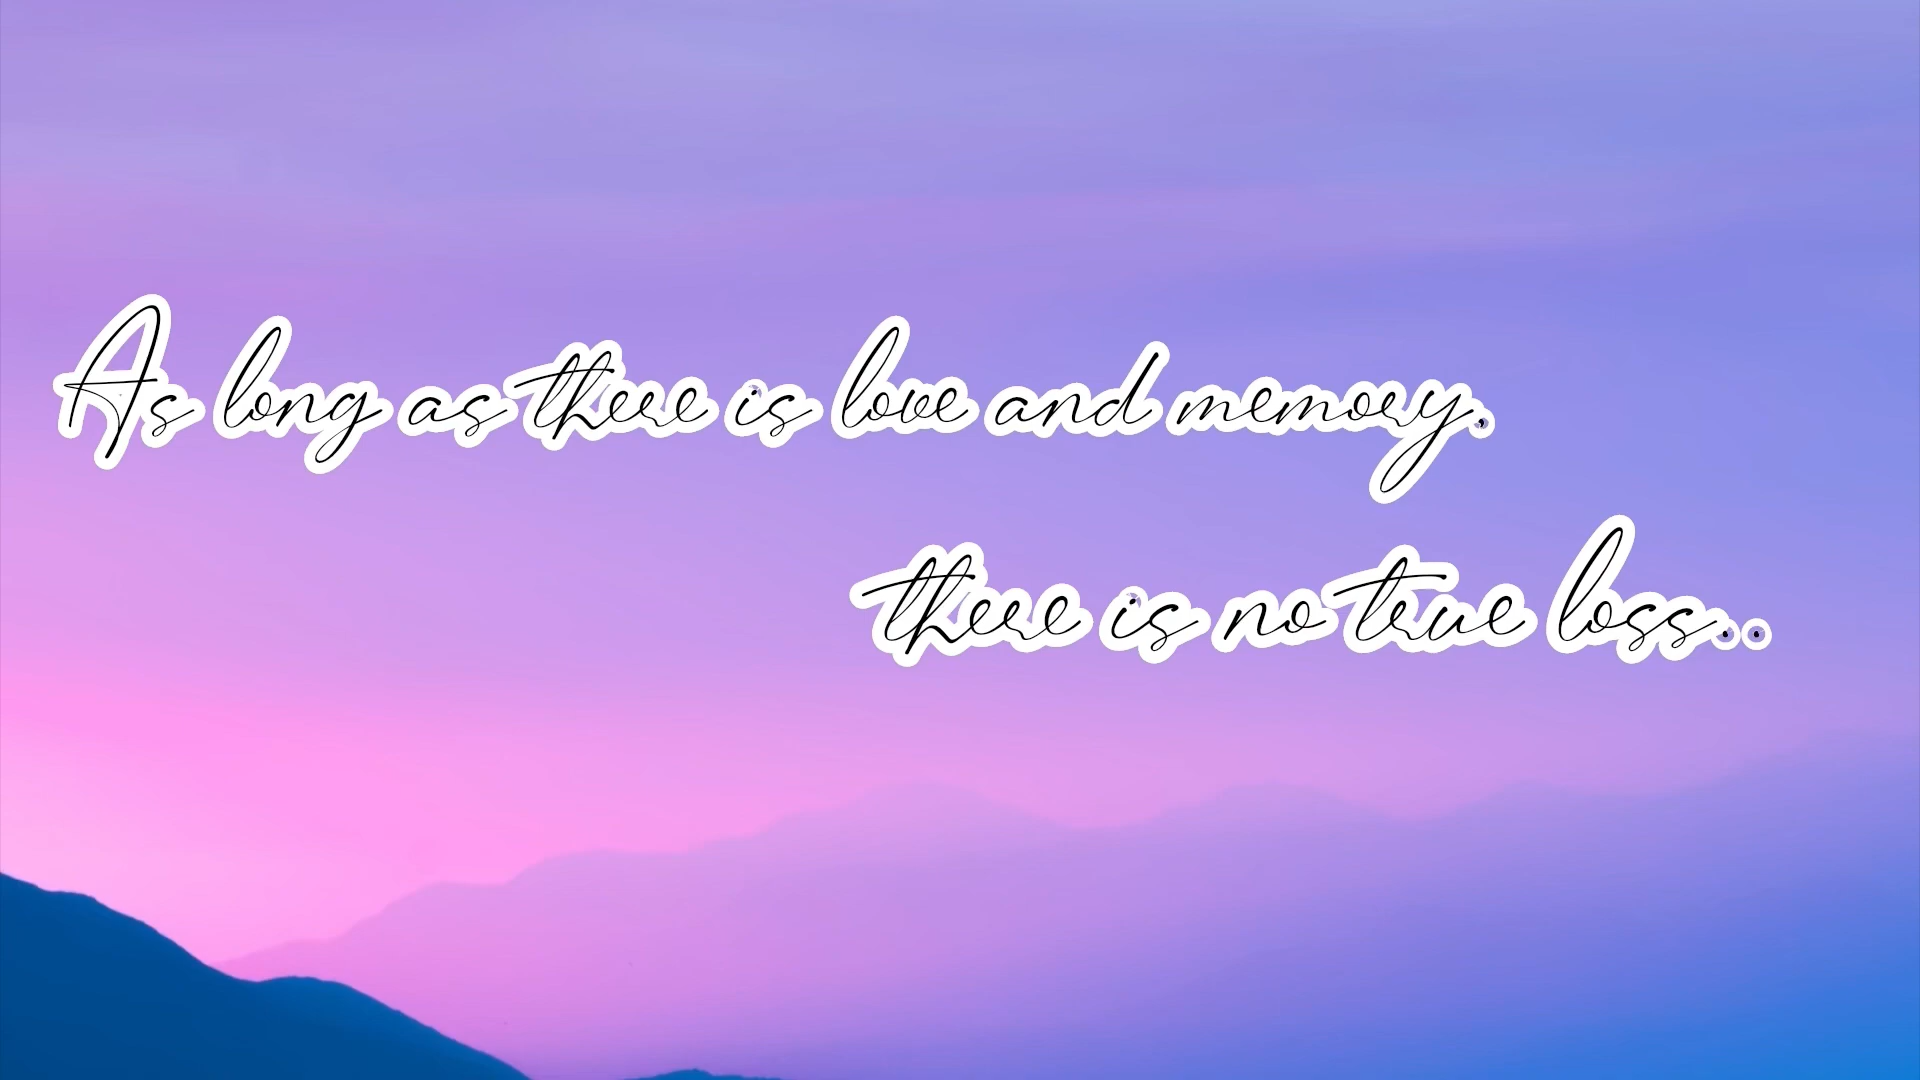 As long as there is love and memory,
there is no true loss..